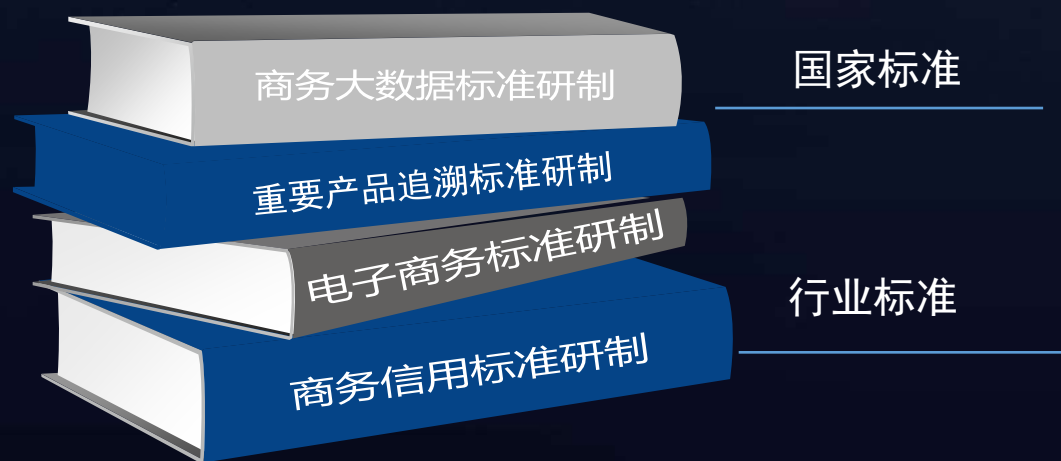 商务大数据标准研制
国家标准
重要产品追溯标准研制
电子商务标准研制
行业标准
商务信用标准研制